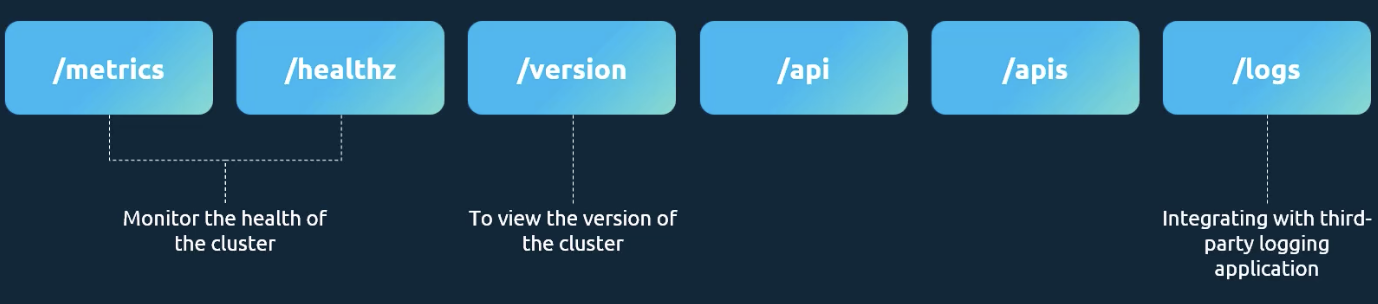 /metrics
/healthz
/version
/api
/apis
/logs
Monitor the health of
the cluster
To view the version of
the cluster
Integrating with third-
party logging
application